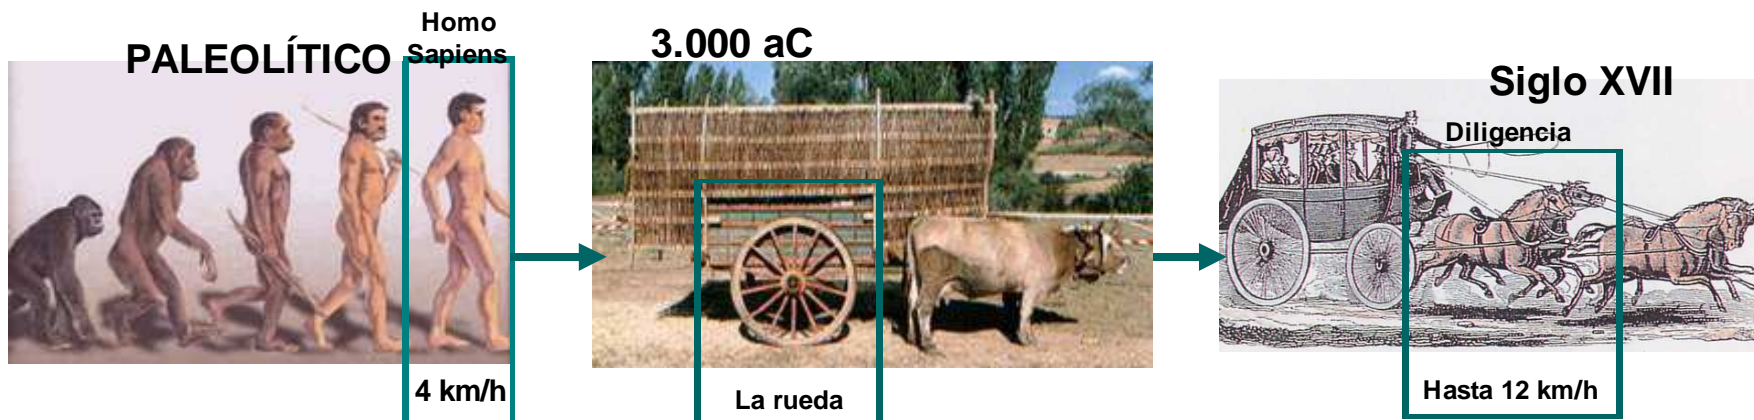 PALEOLÍTICO
Homo
Sapiens
4 km/h
3.000 aC
La rueda
Siglo XVII
Diligencia
Hasta 12 km/h